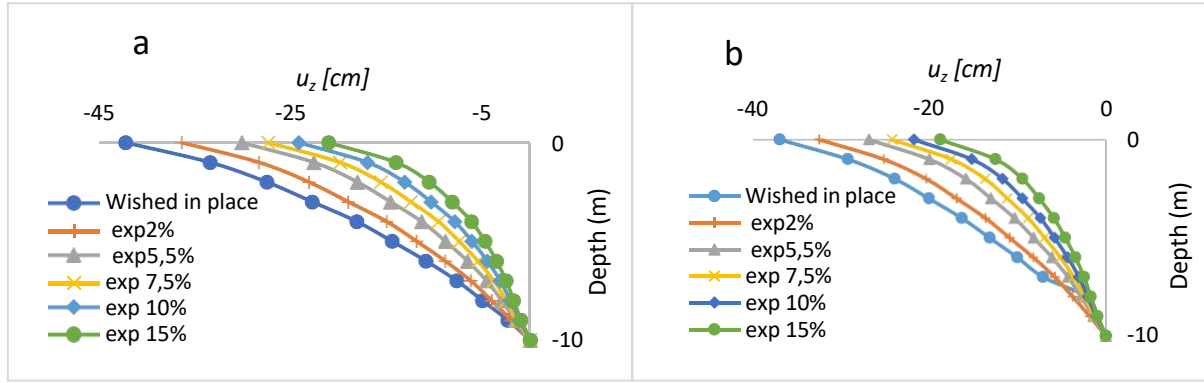 a
u_z [cm]
-45 -25 -5
0
Wished in place
exp2%
exp5,5%
exp 7,5%
exp 10%
exp 15%
Depth (m)
-10
b
u_z [cm]
-40 -20 0
0
Wished in place
exp2%
exp5,5%
exp 7,5%
exp 10%
exp 15%
Depth (m)
-10